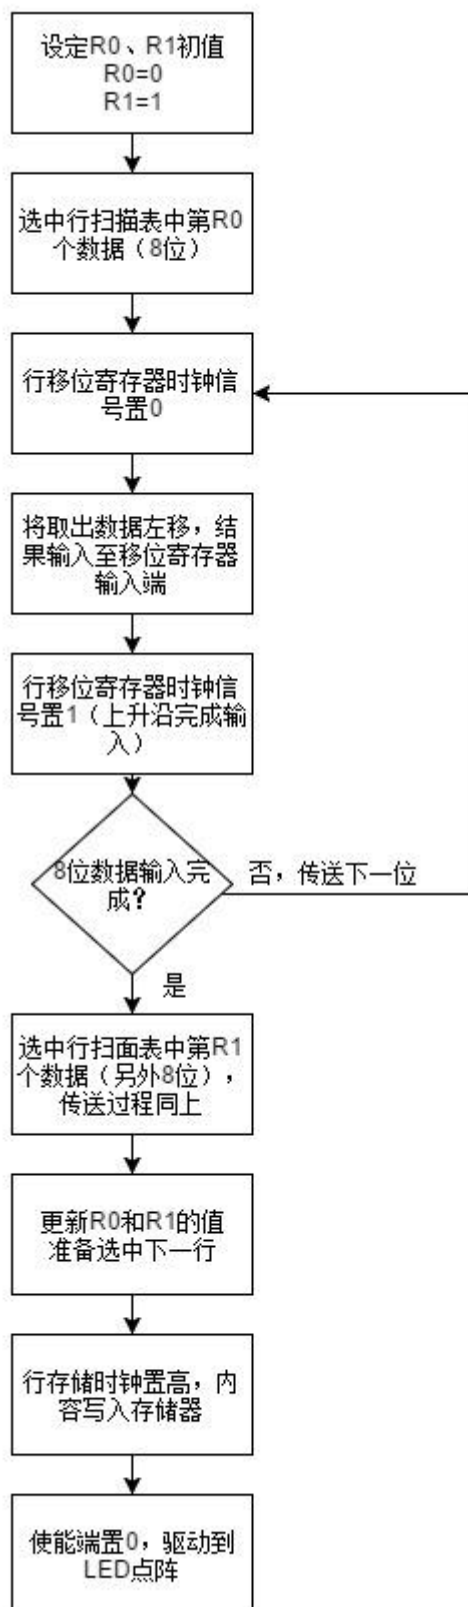 设定R0、R1初值
R0=0
R1=1
选中行扫描表中第R0
个数据（8位）
行移位寄存器时钟信
号置0
将取出数据左移，结
果输入至移位寄存器
输入端
行移位寄存器时钟信
号置1（上升沿完成输
入）
8位数据输入完
成？
否，传送下一位
是
选中行扫面表中第R1
个数据（另外8位），
传送过程同上
更新R0和R1的值
准备选中下一行
行存储时钟置高，内
容写入存储器
使能端置0，驱动到
LED点阵